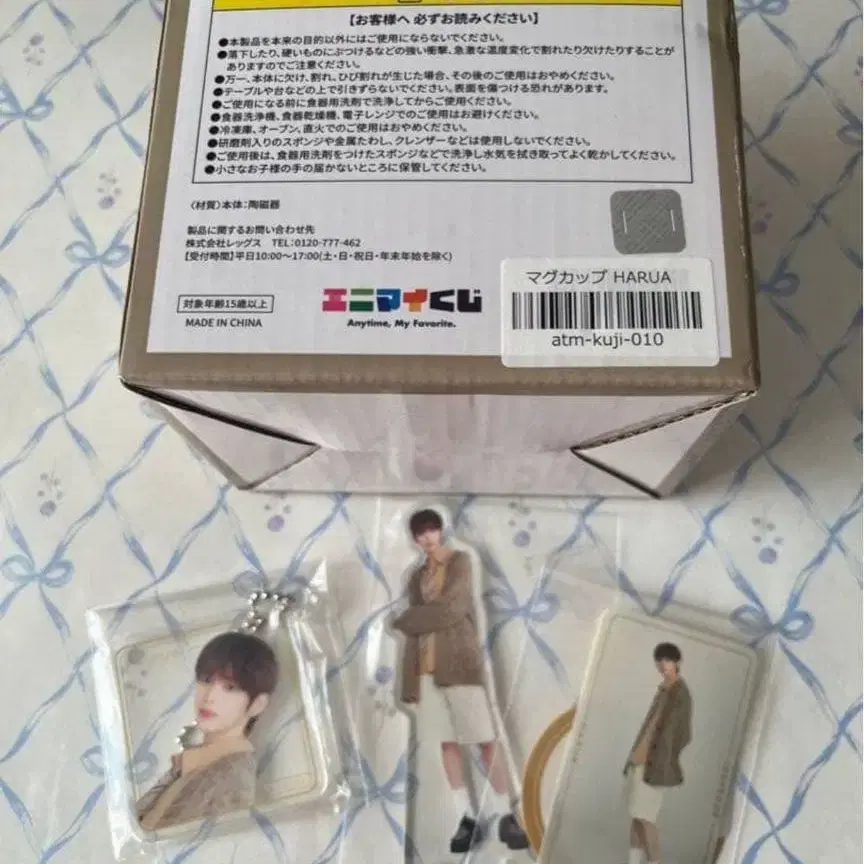 【お客様へ 必ずお読みください】
●本製品を本来の目的以外にはご使用にならないでください。
●落下したり、硬いものにぶつけるなどの強い衝撃、急激な温度変化で割れたり欠けたりすることが
ありますのでご注意ください。
●万一、本体に欠け、割れ、ひび割れが生じた場合、その後のご使用はおやめください。
●テーブルや台などの上で引きずらないでください。表面を傷つける恐れがあります。
●ご使用になる前に食器用洗剤で洗浄してからご使用ください。
●食器洗浄機、食器乾燥機、電子レンジでのご使用はお避けください。
●冷凍庫、オーブン、直火でのご使用はおやめください。
●研磨剤入りのスポンジや金属たわし、クレンザーなどは使用しないでください。
●ご使用後は、食器用洗剤をつけたスポンジなどで洗浄し水気を拭き取ってよく乾かしてください。
●小さなお子様の手の届かないところに保管してください。
〈材質〉本体：陶磁器
製品に関するお問い合わせ先
株式会社レッグス TEL：0120-777-462
【受付時間】平日10:00～17:00(土・日・祝日・年末年始を除く)
対象年齢15歳以上
MADE IN CHINA
エニマイくじ
Anytime, My Favorite.
マグカップ HARUA
atm-kuji-010